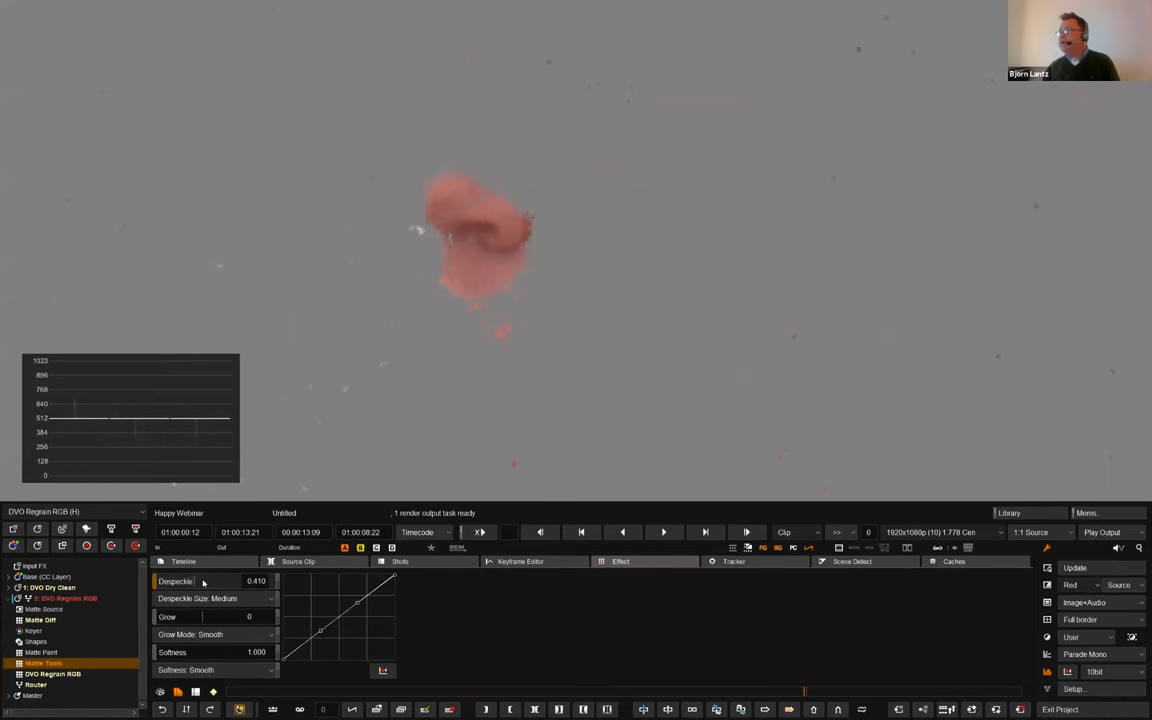 Bjorn Lantz
1023
896
768
640
512
384
256
128
0
DVO Regrain RGB (H)
Happy Webinar
Untitled
, 1 render output task ready
Library
Mems.
01:00:00:12
01:00:13:21
00:00:13:09
01:00:08:22
Timecode
X
Clip
>>
0
1920x1080p (10) 1.778 Cen
1:1 Source
Play Output
In
Out
Duration
A
B
C
D
REM
FG
BG
PC
Timeline
Source Clip
Shots
Keyframe Editor
Effect
Tracker
Scene Detect
Caches
Input FX
Base (CC Layer)
1: DVO Dry Clean
2: DVO Regrain RGB
Matte Source
Matte Diff
Keyer
Shapes
Matte Paint
Matte Tools
DVO Regrain RGB
Router
Master
Despeckle
0.410
Despeckle Size: Medium
Grow
0
Grow Mode: Smooth
Softness
1.000
Softness: Smooth
Update
Red
Source
Image+Audio
Full border
User
Parade Mono
10bit
Setup...
0
Exit Project